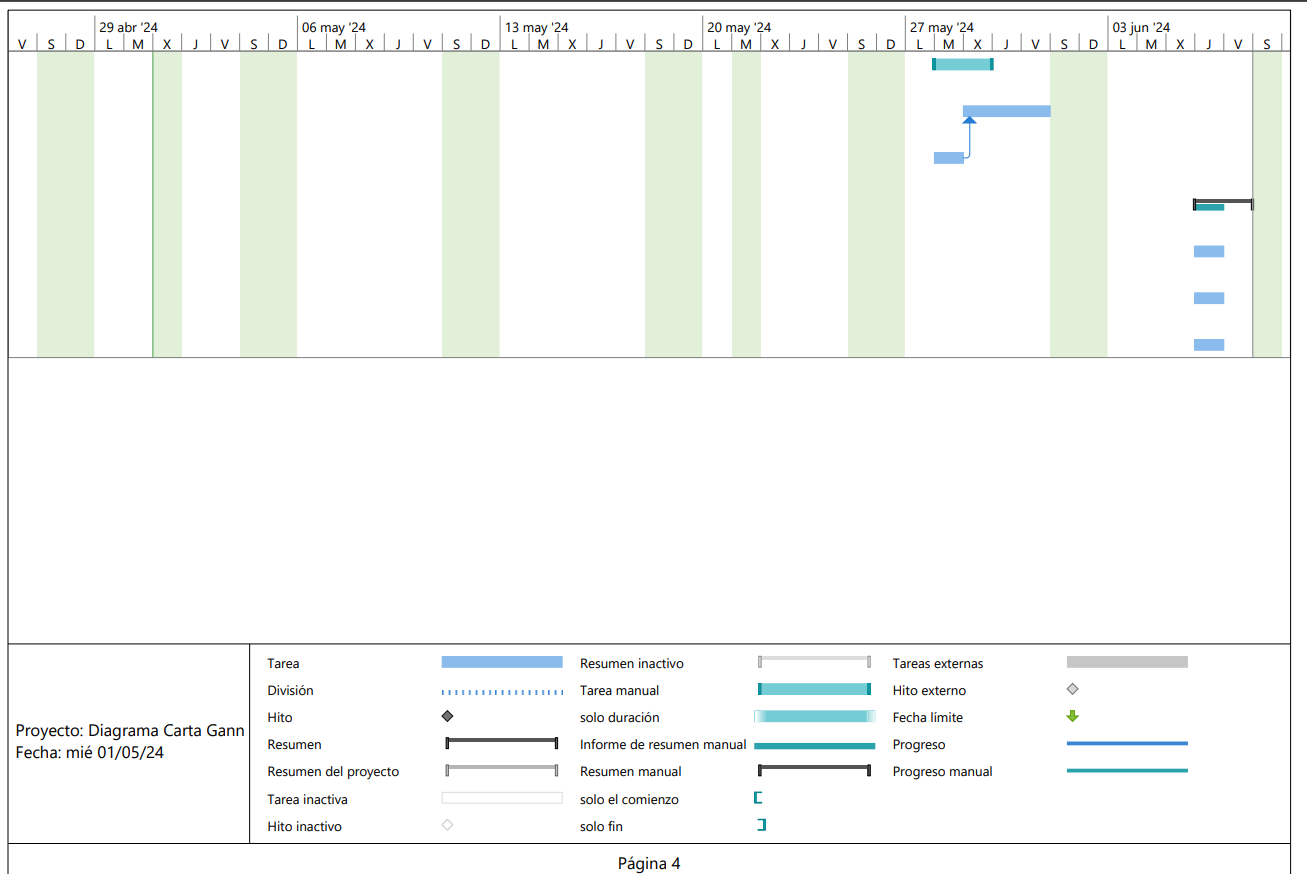 29 abr '24 06 may '24 13 may '24 20 may '24 27 may '24 03 jun '24
V S D L M X J V S D L M X J V S D L M X J V S D L M X J V S D L M X J V S D L M X J V S
Tarea Resumen inactivo Tareas externas
División Tarea manual Hito externo
Hito solo duración Fecha límite
Resumen Informe de resumen manual Progreso
Resumen del proyecto Resumen manual Progreso manual
Tarea inactiva solo el comienzo
Hito inactivo solo fin
Proyecto: Diagrama Carta Gann
Fecha: mié 01/05/24
Página 4